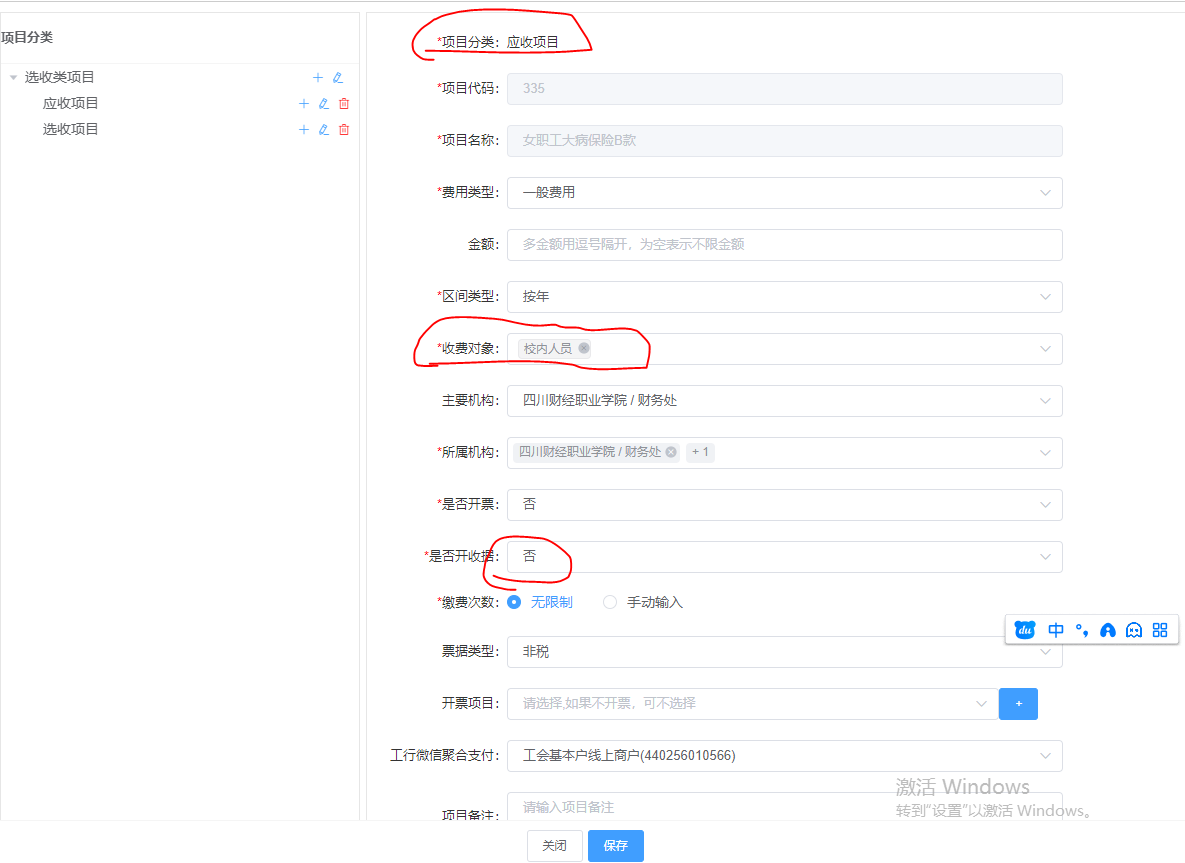 项目分类
选收类项目
应收项目
选收项目
*项目分类: 应收项目
*项目代码: 335
*项目名称: 女职工大病保险B款
*费用类型: 一般费用
金额: 多金额用逗号隔开，为空表示不限金额
*区间类型: 按年
*收费对象: 校内人员
主要机构: 四川财经职业学院 / 财务处
*所属机构: 四川财经职业学院 / 财务处 + 1
*是否开票: 否
*是否开收据: 否
*缴费次数: 无限制 手动输入
du 中
票据类型: 非税
开票项目: 请选择,如果不开票，可不选择 +
工行微信聚合支付: 工会基本户线上商户(440256010566)
激活 Windows
项目备注: 请输入项目备注
转到"设置"以激活 Windows。
关闭 保存